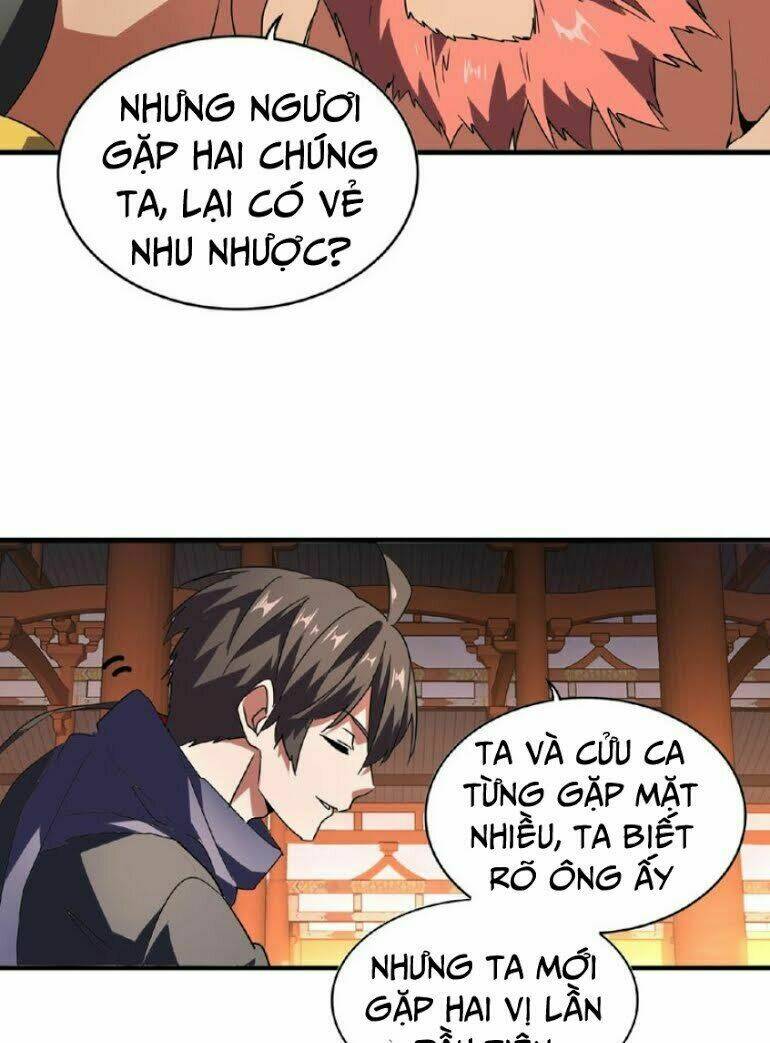 NHƯNG NGƯƠI
GẶP HAI CHÚNG
TA, LẠI CÓ VẺ
NHU NHƯỢC?
TA VÀ CỬU CA
TỪNG GẶP MẶT
NHIỀU, TA BIẾT
RÕ ÔNG ẤY
NHƯNG TA MỚI
GẶP HAI VỊ LẦN